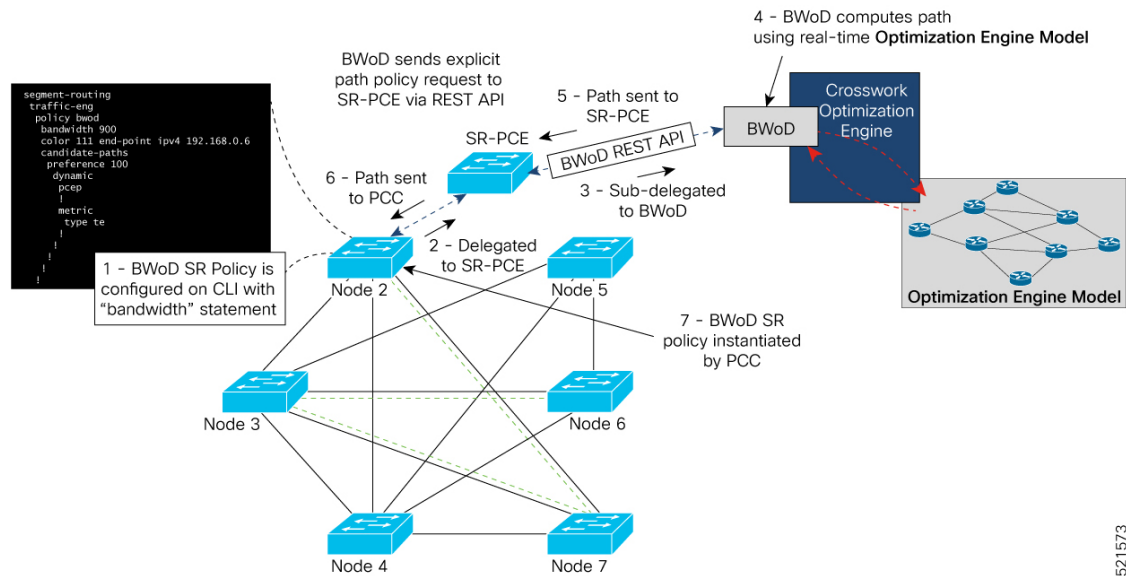 4 - BWoD computes path
using real-time Optimization Engine Model
BWoD sends explicit
path policy request to
SR-PCE via REST API
segment-routing
traffic-eng
policy bwod
bandwidth 900
color 111 end-point ipv4 192.168.0.6
candidate-paths
preference 100
dynamic
pcep
!
metric
type te
!
!
!
!
!
5 - Path sent to
SR-PCE
Crosswork
Optimization
Engine
SR-PCE
BWoD REST API
BWoD
6 - Path sent
to PCC
3 - Sub-delegated
to BWoD
2 - Delegated
to SR-PCE
1 - BWoD SR Policy is
configured on CLI with
“bandwidth” statement
Node 2
Node 5
Optimization Engine Model
7 - BWoD SR
policy instantiated
by PCC
Node 3
Node 6
Node 4
Node 7
521573